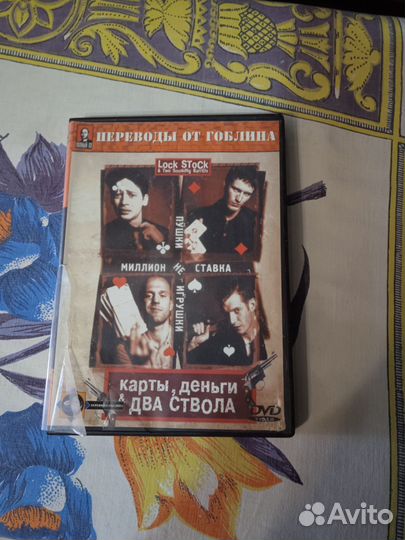 ПЕРЕВОДЫ ОТ ГОБЛИНА
LOCK STOCK
& Two Smoking Barrels
ПУШКИ
МИЛЛИОН НЕ СТАВКА
ИГРУШКИ
карты, деньги
& ДВА СТВОЛА
DVD
Avito